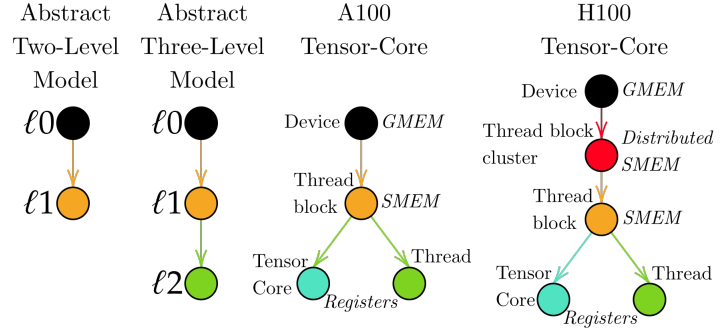 Abstract
Two-Level
Model
ℓ0
ℓ1
Abstract
Three-Level
Model
ℓ0
ℓ1
ℓ2
A100
Tensor-Core
Device
GMEM
Thread
block
SMEM
Tensor
Core
Thread
Registers
H100
Tensor-Core
Device
GMEM
Thread block
cluster
Distributed
SMEM
Thread
block
SMEM
Tensor
Core
Thread
Registers